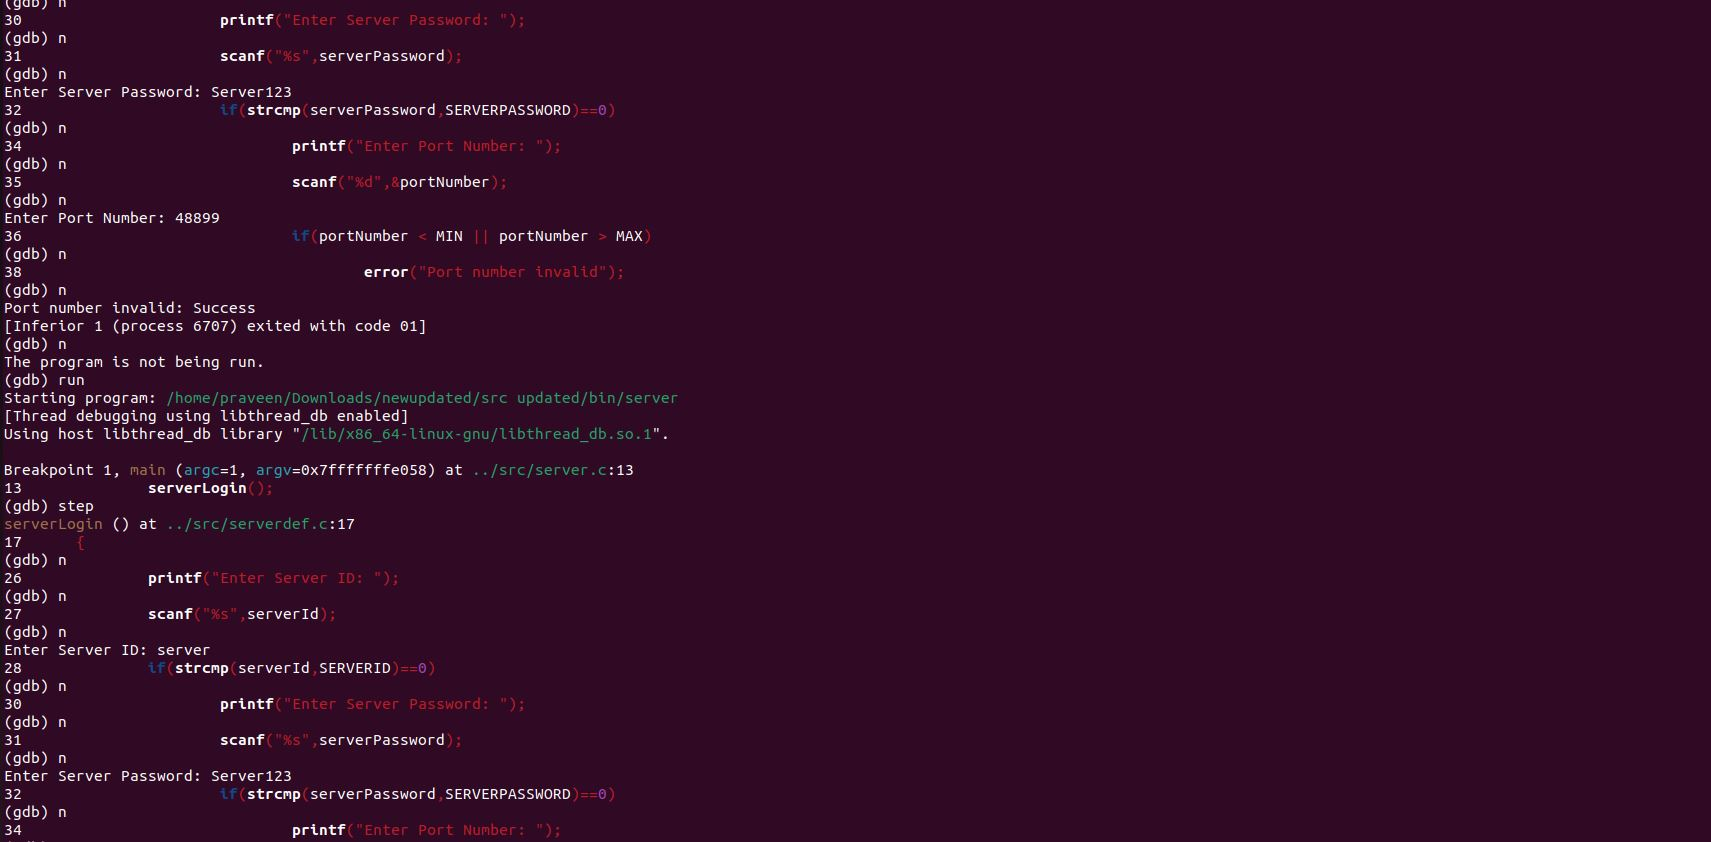 (gdb) n
30                      printf("Enter Server Password: ");
(gdb) n
31                      scanf("%s",serverPassword);
(gdb) n
Enter Server Password: Server123
32                      if(strcmp(serverPassword,SERVERPASSWORD)==0)
(gdb) n
34                              printf("Enter Port Number: ");
(gdb) n
35                              scanf("%d",&portNumber);
(gdb) n
Enter Port Number: 48899
36                              if(portNumber < MIN || portNumber > MAX)
(gdb) n
38                                      error("Port number invalid");
(gdb) n
Port number invalid: Success
[Inferior 1 (process 6707) exited with code 01]
(gdb) n
The program is not being run.
(gdb) run
Starting program: /home/praveen/Downloads/newupdated/src updated/bin/server
[Thread debugging using libthread_db enabled]
Using host libthread_db library "/lib/x86_64-linux-gnu/libthread_db.so.1".

Breakpoint 1, main (argc=1, argv=0x7fffffffe058) at ../src/server.c:13
13              serverLogin();
(gdb) step
serverLogin () at ../src/serverdef.c:17
17      {
(gdb) n
26              printf("Enter Server ID: ");
(gdb) n
27              scanf("%s",serverId);
(gdb) n
Enter Server ID: server
28              if(strcmp(serverId,SERVERID)==0)
(gdb) n
30                      printf("Enter Server Password: ");
(gdb) n
31                      scanf("%s",serverPassword);
(gdb) n
Enter Server Password: Server123
32                      if(strcmp(serverPassword,SERVERPASSWORD)==0)
(gdb) n
34                              printf("Enter Port Number: ");